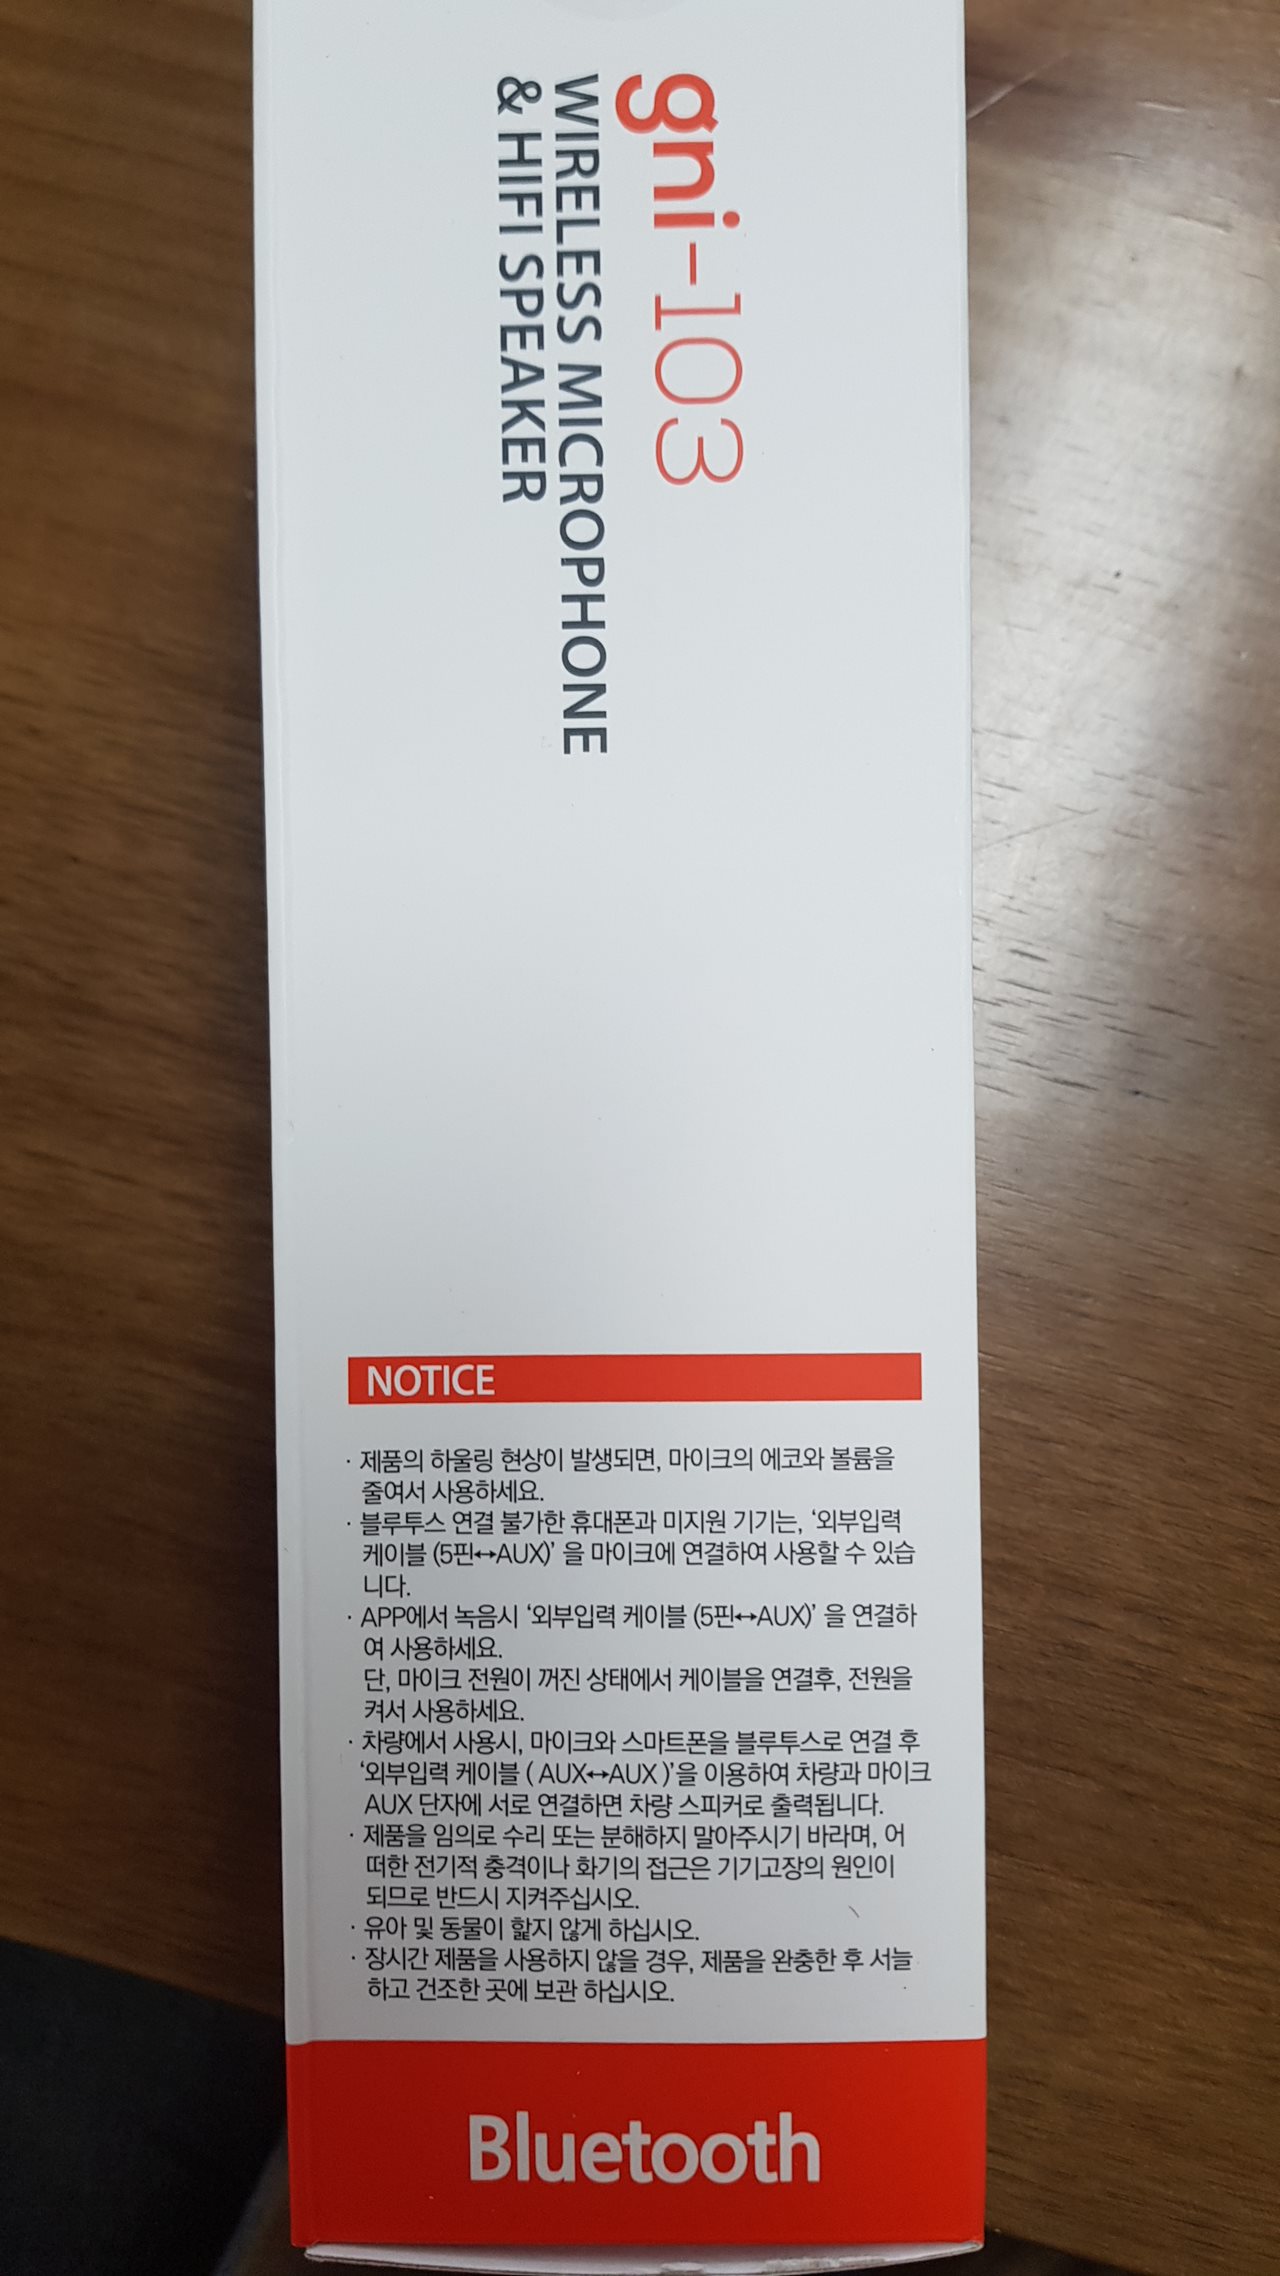 gni-103
WIRELESS MICROPHONE
& HIFI SPEAKER
NOTICE
· 제품의 하울링 현상이 발생되면, 마이크의 에코와 볼륨을
줄여서 사용하세요.
· 블루투스 연결 불가한 휴대폰과 미지원 기기는, ‘외부입력
케이블 (5핀↔AUX)’ 을 마이크에 연결하여 사용할 수 있습
니다.
· APP에서 녹음시 ‘외부입력 케이블 (5핀↔AUX)’ 을 연결하
여 사용하세요.
단, 마이크 전원이 꺼진 상태에서 케이블을 연결후, 전원을
켜서 사용하세요.
· 차량에서 사용시, 마이크와 스마트폰을 블루투스로 연결 후
‘외부입력 케이블 ( AUX↔AUX )’을 이용하여 차량과 마이크
AUX 단자에 서로 연결하면 차량 스피커로 출력됩니다.
· 제품을 임의로 수리 또는 분해하지 말아주시기 바라며, 어
떠한 전기적 충격이나 화기의 접근은 기기고장의 원인이
되므로 반드시 지켜주십시오.
· 유아 및 동물이 핥지 않게 하십시오.
· 장시간 제품을 사용하지 않을 경우, 제품을 완충한 후 서늘
하고 건조한 곳에 보관 하십시오.
Bluetooth